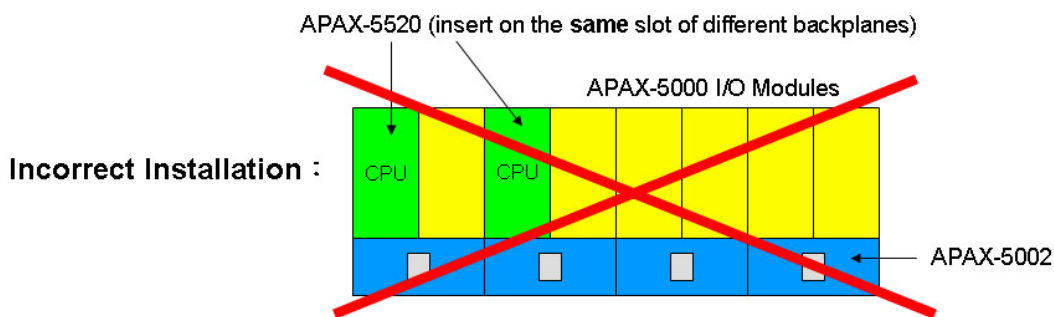 APAX-5520 (insert on the same slot of different backplanes)
APAX-5000 I/O Modules
Incorrect Installation：
CPU
CPU
APAX-5002